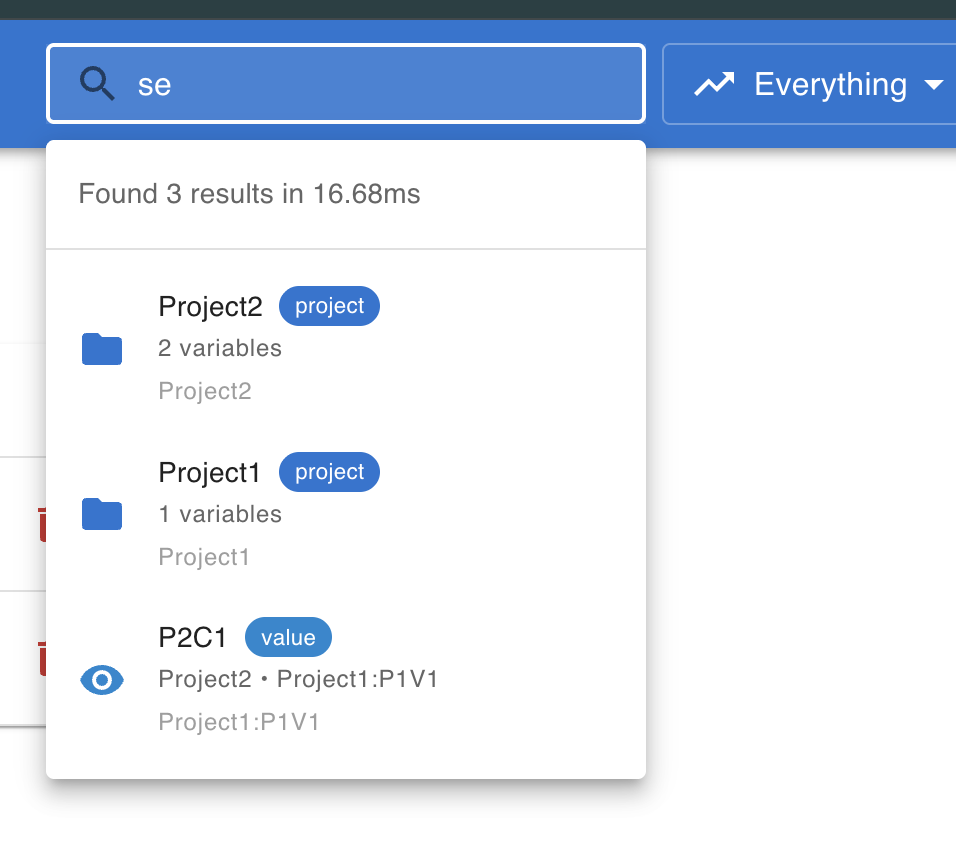 se
Everything
Found 3 results in 16.68ms
Project2 project
2 variables
Project2
Project1 project
1 variables
Project1
P2C1 value
Project2 • Project1:P1V1
Project1:P1V1